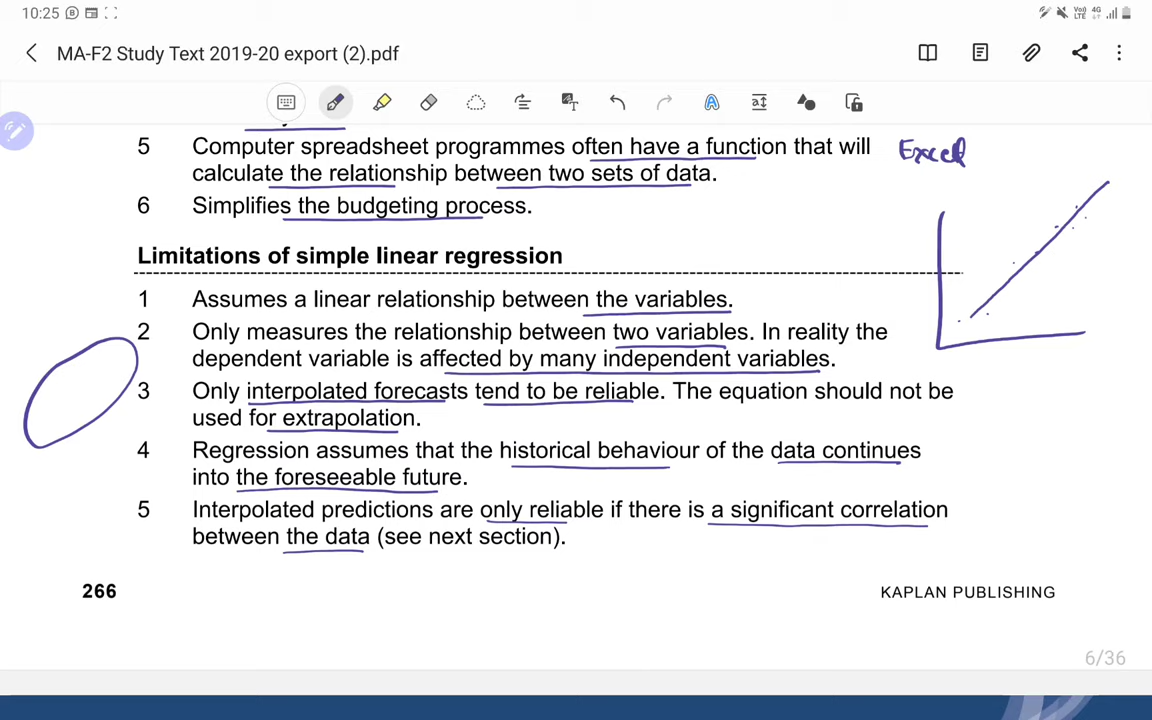 10:25
Vo))
LTE
4G
MA-F2 Study Text 2019-20 export (2).pdf
5 Computer spreadsheet programmes often have a function that will
calculate the relationship between two sets of data.
Excel
6 Simplifies the budgeting process.
Limitations of simple linear regression
1 Assumes a linear relationship between the variables.
2 Only measures the relationship between two variables. In reality the
dependent variable is affected by many independent variables.
3 Only interpolated forecasts tend to be reliable. The equation should not be
used for extrapolation.
4 Regression assumes that the historical behaviour of the data continues
into the foreseeable future.
5 Interpolated predictions are only reliable if there is a significant correlation
between the data (see next section).
266 KAPLAN PUBLISHING
6/36